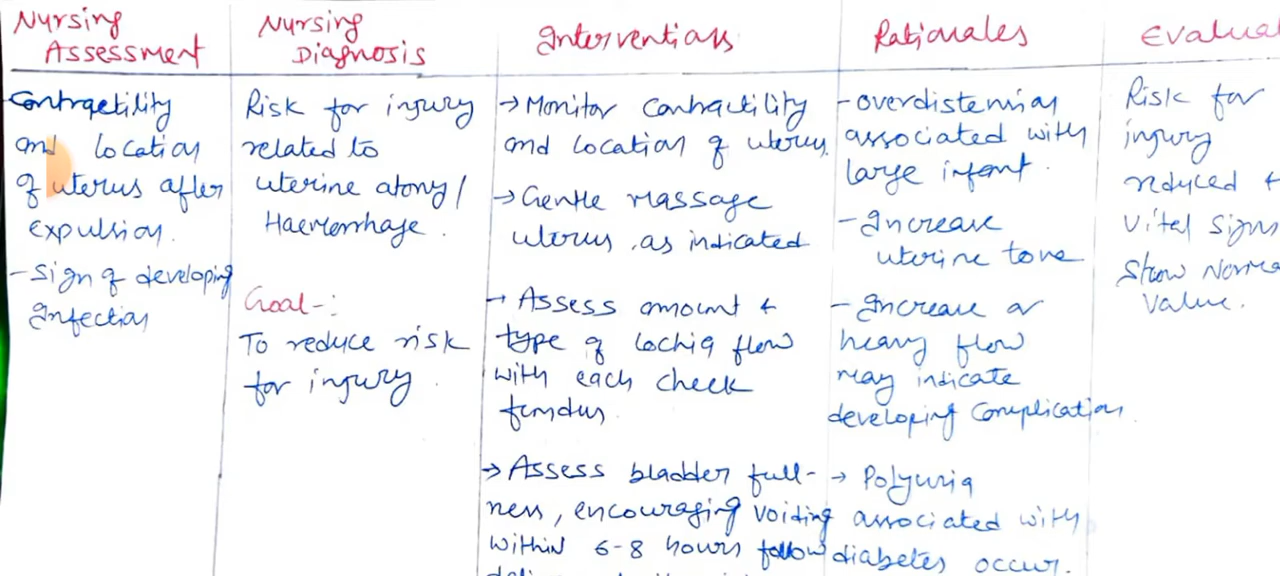 Nursing
Assessment
Contractility
and location
of uterus after
expulsion.
- Sign of developing
Infection
Nursing
Diagnosis
Risk for injury
related to
uterine atony/
Haemorrhage.
Goal-:
To reduce risk
for injury.
Interventions
→ Monitor contractility
and location of uterus.
→ Gentle massage
uterus, as indicated
→ Assess amount &
type of lochia flow
with each check
fundus.
→ Assess bladder full-
ness, encouraging voiding
within 6-8 hours follow
Rationales
- overdistension
associated with
large infant.
- Increase
uterine tone
- Increase or
heavy flow
may indicate
developing complication.
→ Polyuria
associated with
diabetes occur.
Evalua
Risk for
injury
reduced &
Vital signs
Show Norma
Value.